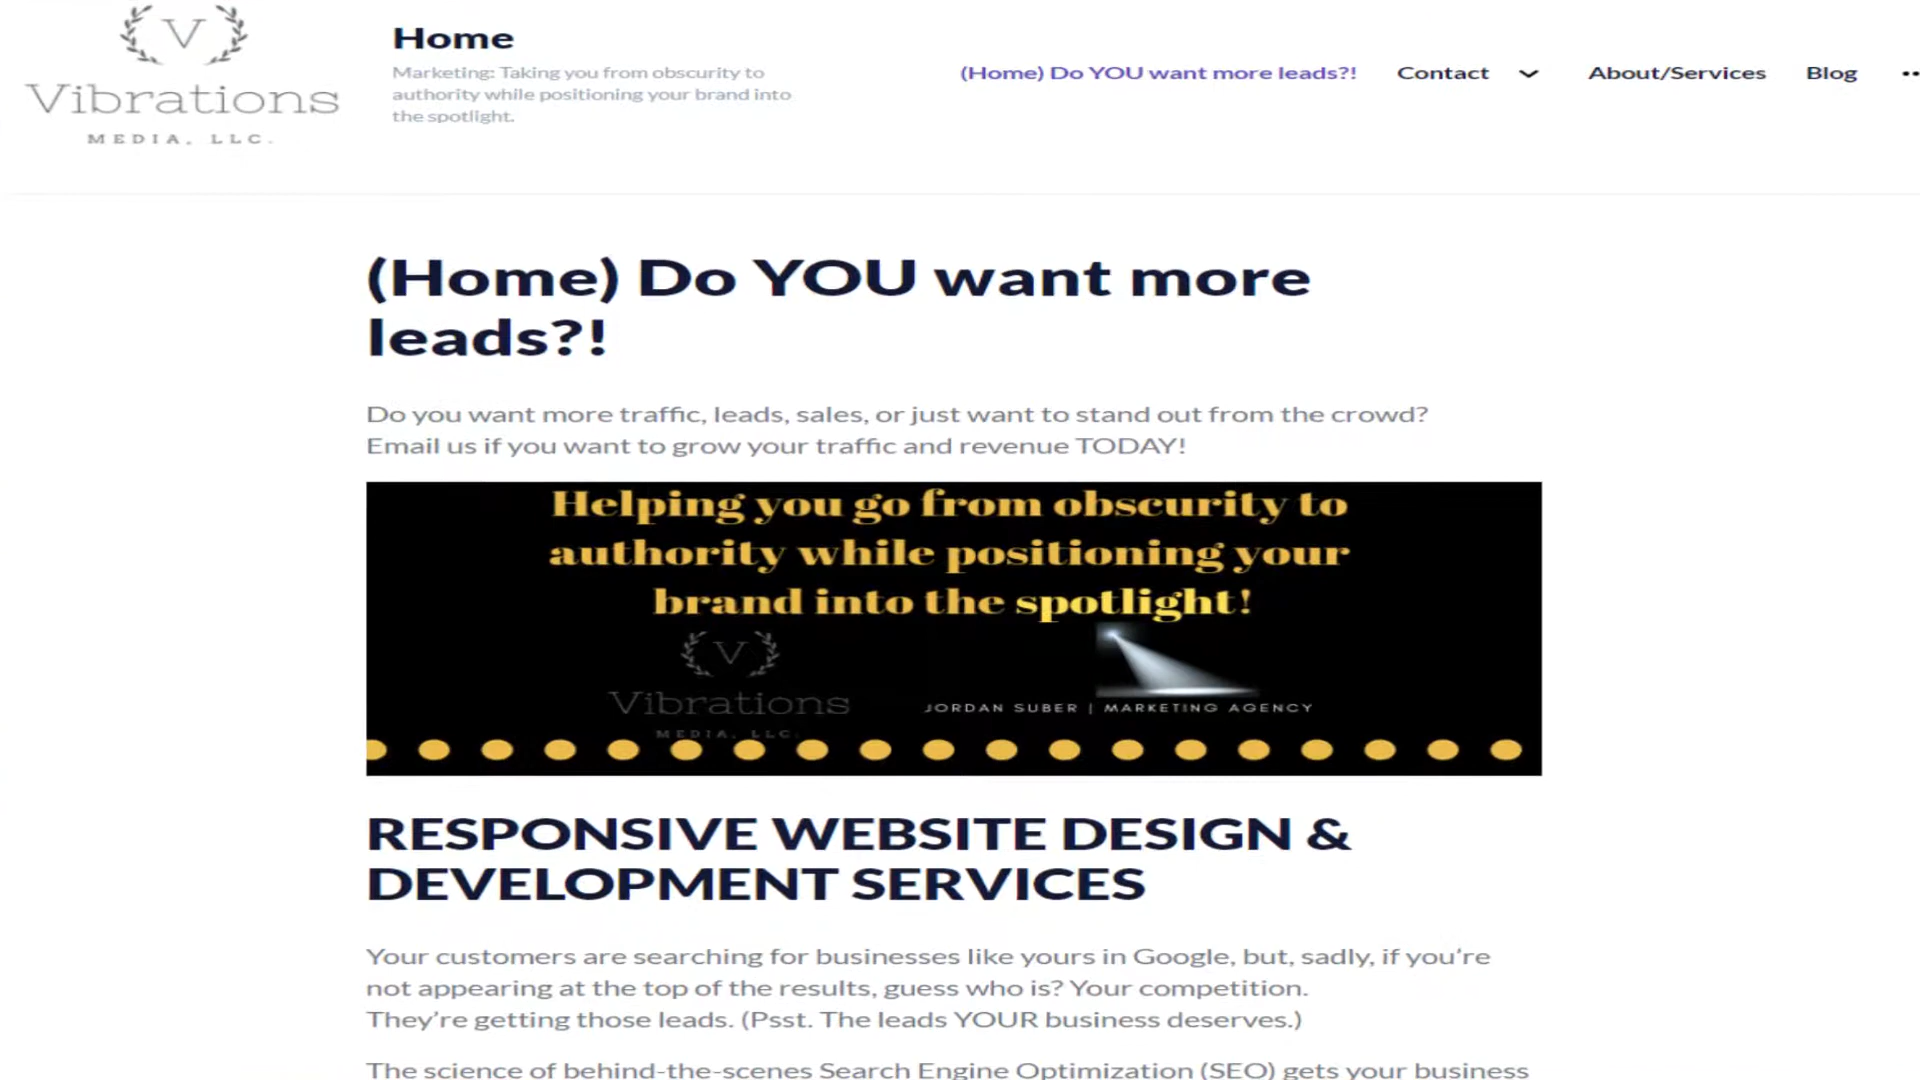 V
Vibrations
MEDIA, LLC.
Home
Marketing: Taking you from obscurity to
authority while positioning your brand into
the spotlight.
(Home) Do YOU want more leads?!
Contact
About/Services
Blog
(Home) Do YOU want more
leads?!
Do you want more traffic, leads, sales, or just want to stand out from the crowd?
Email us if you want to grow your traffic and revenue TODAY!
Helping you go from obscurity to
authority while positioning your
brand into the spotlight!
V
Vibrations
MEDIA, LLC.
JORDAN SUBER | MARKETING AGENCY
RESPONSIVE WEBSITE DESIGN &
DEVELOPMENT SERVICES
Your customers are searching for businesses like yours in Google, but, sadly, if you’re
not appearing at the top of the results, guess who is? Your competition.
They’re getting those leads. (Psst. The leads YOUR business deserves.)
The science of behind-the-scenes Search Engine Optimization (SEO) gets your business